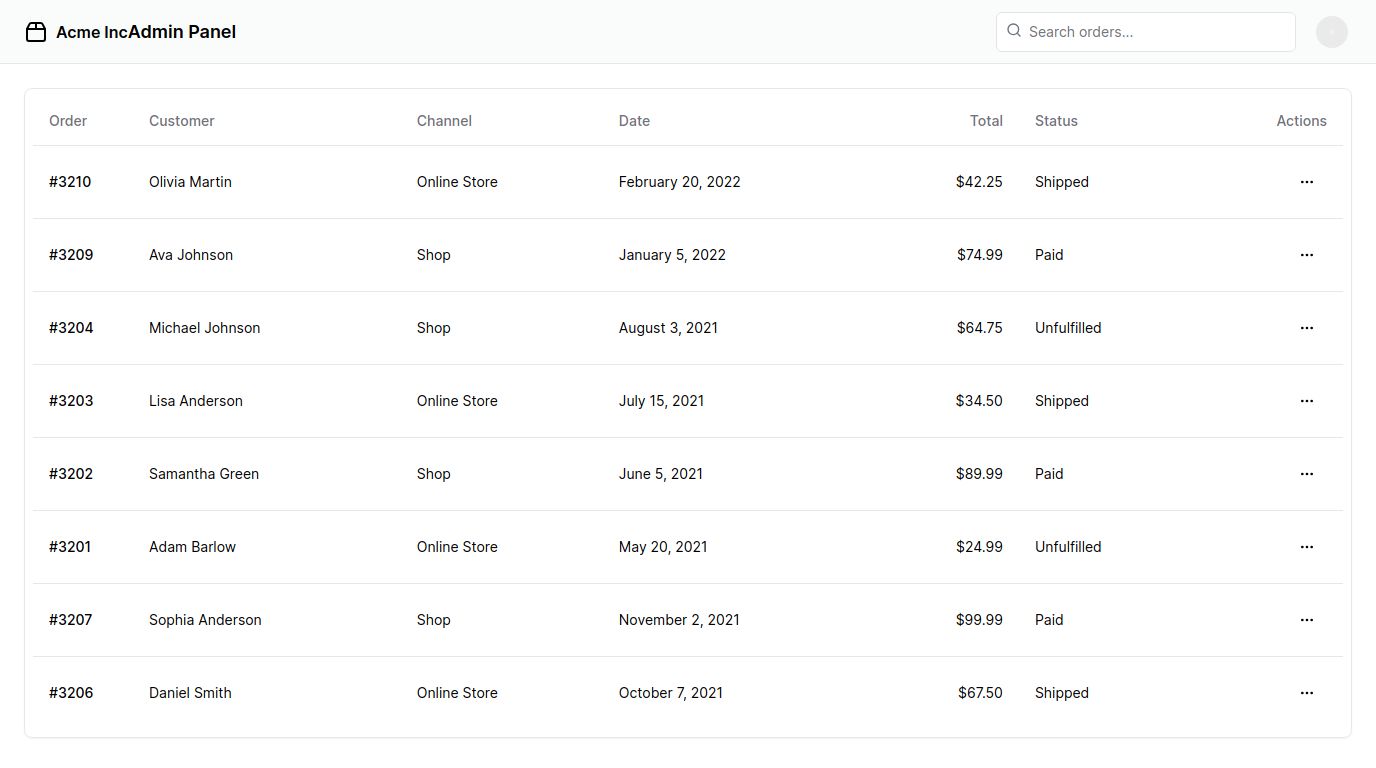 Acme IncAdmin Panel Search orders...
Order Customer Channel Date Total Status Actions
#3210 Olivia Martin Online Store February 20, 2022 $42.25 Shipped
#3209 Ava Johnson Shop January 5, 2022 $74.99 Paid
#3204 Michael Johnson Shop August 3, 2021 $64.75 Unfulfilled
#3203 Lisa Anderson Online Store July 15, 2021 $34.50 Shipped
#3202 Samantha Green Shop June 5, 2021 $89.99 Paid
#3201 Adam Barlow Online Store May 20, 2021 $24.99 Unfulfilled
#3207 Sophia Anderson Shop November 2, 2021 $99.99 Paid
#3206 Daniel Smith Online Store October 7, 2021 $67.50 Shipped